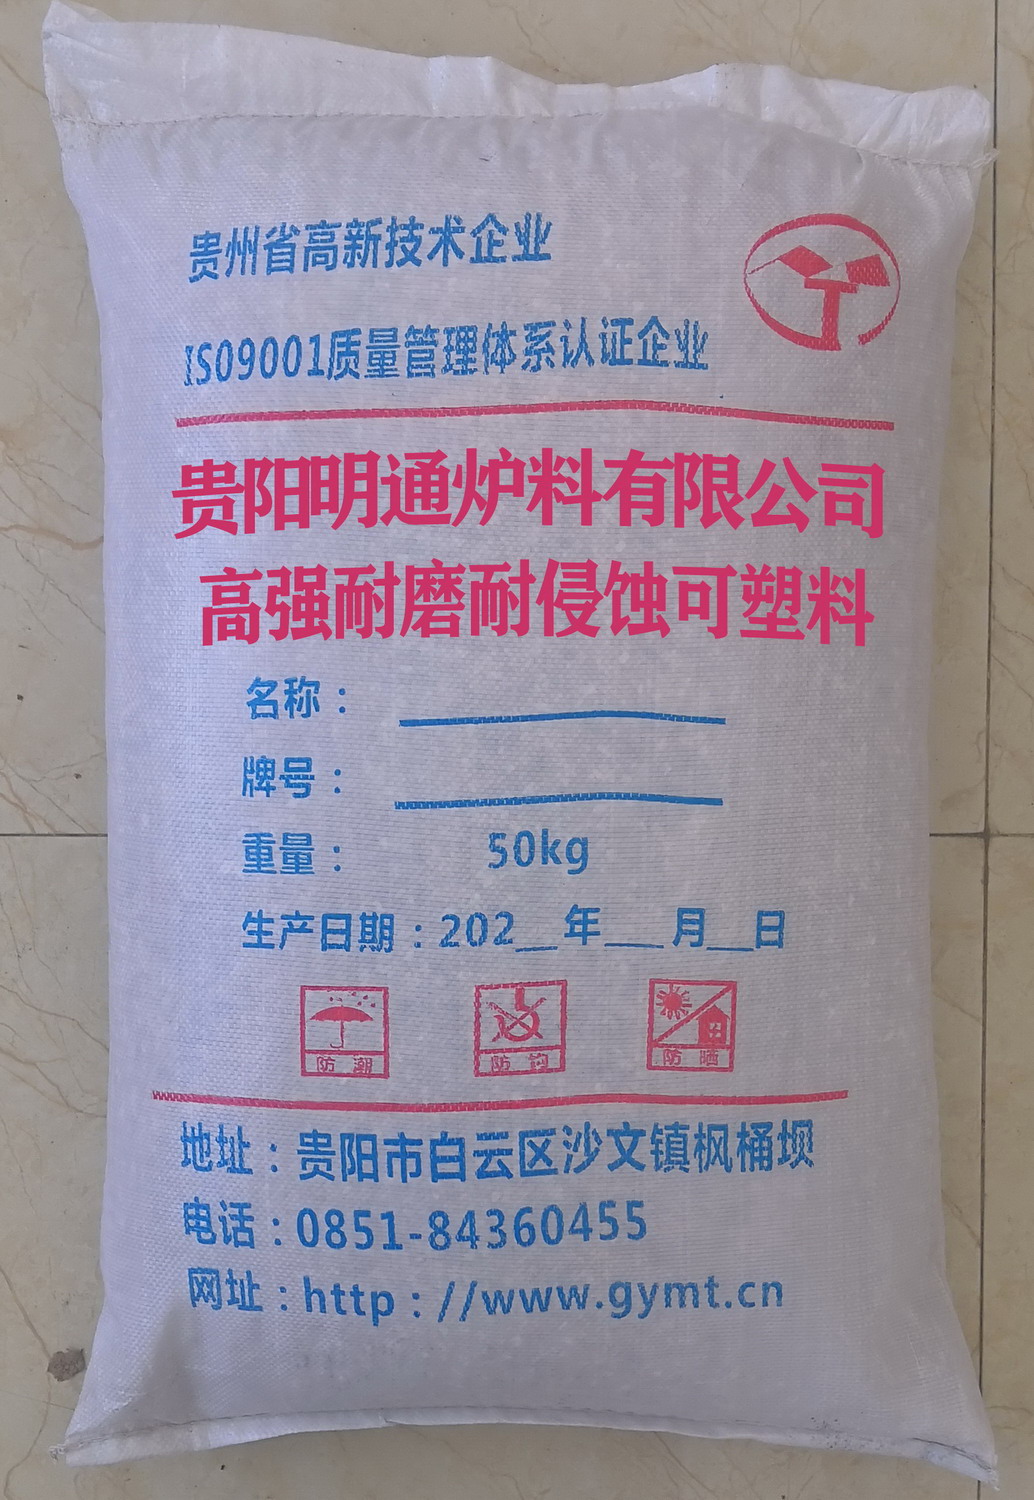 贵州省高新技术企业
ISO9001质量管理体系认证企业
贵阳明通炉料有限公司
高强耐磨耐侵蚀可塑料
名称：
牌号：
重量： 50kg
生产日期：202__年___月__日
防潮 防钩 防晒
地址：贵阳市白云区沙文镇枫桶坝
电话：0851-84360455
网址：http：//www.gymt.cn